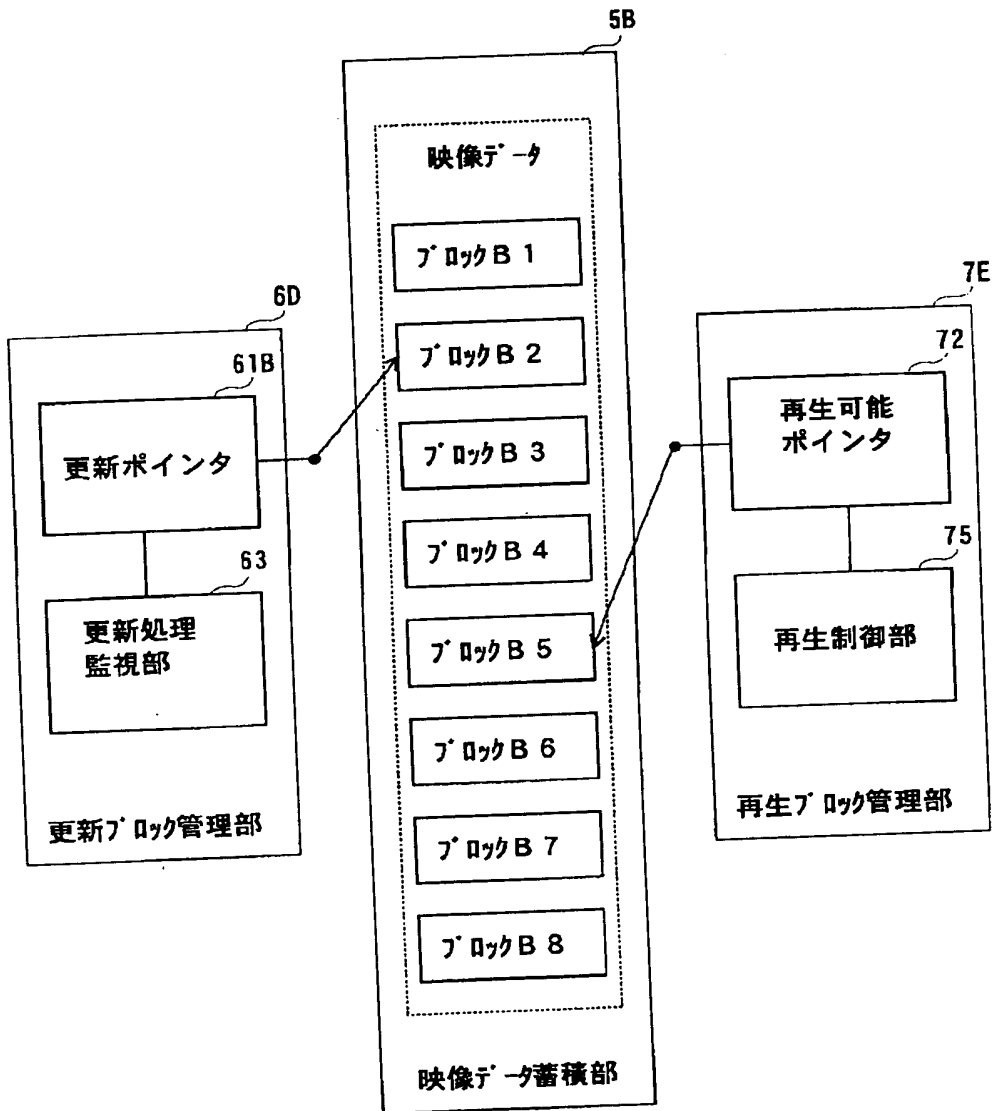 5B
映像データ
ブロックB 1
ブロックB 2
ブロックB 3
ブロックB 4
ブロックB 5
ブロックB 6
ブロックB 7
ブロックB 8
映像データ蓄積部
6D
61B
更新ポインタ
63
更新処理
監視部
更新ブロック管理部
7E
72
再生可能
ポインタ
75
再生制御部
再生ブロック管理部